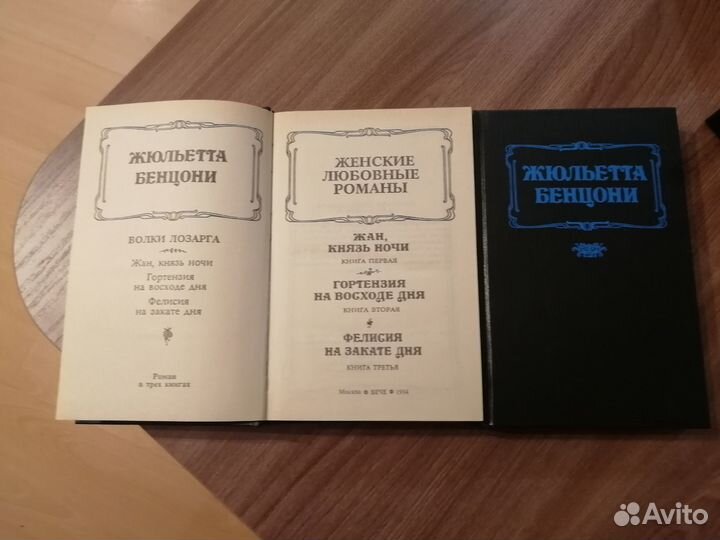 ЖЮЛЬЕТТА
БЕНЦОНИ
ВОЛКИ ЛОЗАРГА
Жан, князь ночи
Гортензия
на восходе дня
Фелисия
на закате дня
Роман
в трех книгах
ЖЕНСКИЕ
ЛЮБОВНЫЕ
РОМАНЫ
ЖАН,
КНЯЗЬ НОЧИ
КНИГА ПЕРВАЯ
ГОРТЕНЗИЯ
НА ВОСХОДЕ ДНЯ
КНИГА ВТОРАЯ
ФЕЛИСИЯ
НА ЗАКАТЕ ДНЯ
КНИГА ТРЕТЬЯ
Москва ● ВЕЧЕ ● 1994
ЖЮЛЬЕТТА
БЕНЦОНИ
Avito